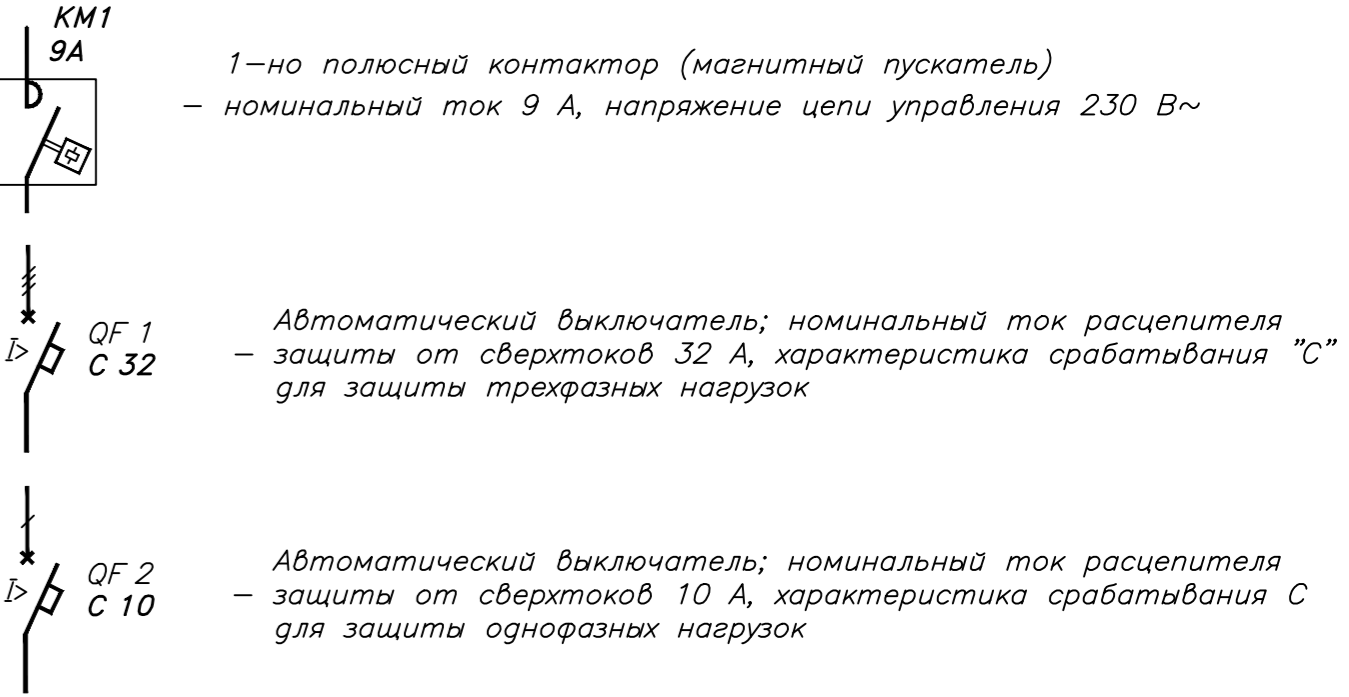 KM1
9A
1-но полюсный контактор (магнитный пускатель)
- номинальный ток 9 А, напряжение цепи управления 230 В~
I>
QF 1
C 32
Автоматический выключатель; номинальный ток расцепителя
- защиты от сверхтоков 32 А, характеристика срабатывания "С"
для защиты трехфазных нагрузок
I>
QF 2
C 10
Автоматический выключатель; номинальный ток расцепителя
- защиты от сверхтоков 10 А, характеристика срабатывания С
для защиты однофазных нагрузок